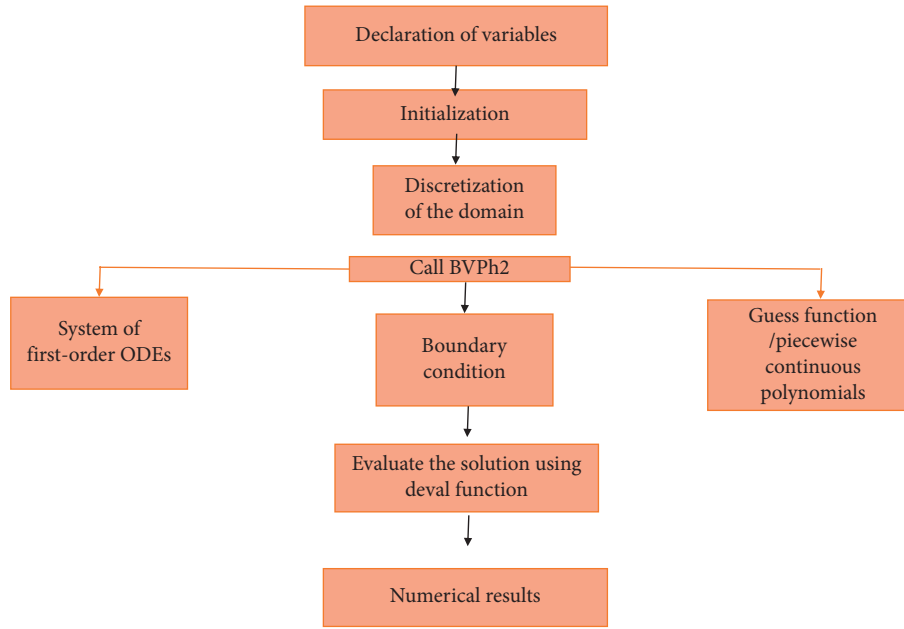 Declaration of variables
Initialization
Discretization
of the domain
Call BVPh2
System of
first-order ODEs
Boundary
condition
Guess function
/piecewise
continuous
polynomials
Evaluate the solution using
deval function
Numerical results